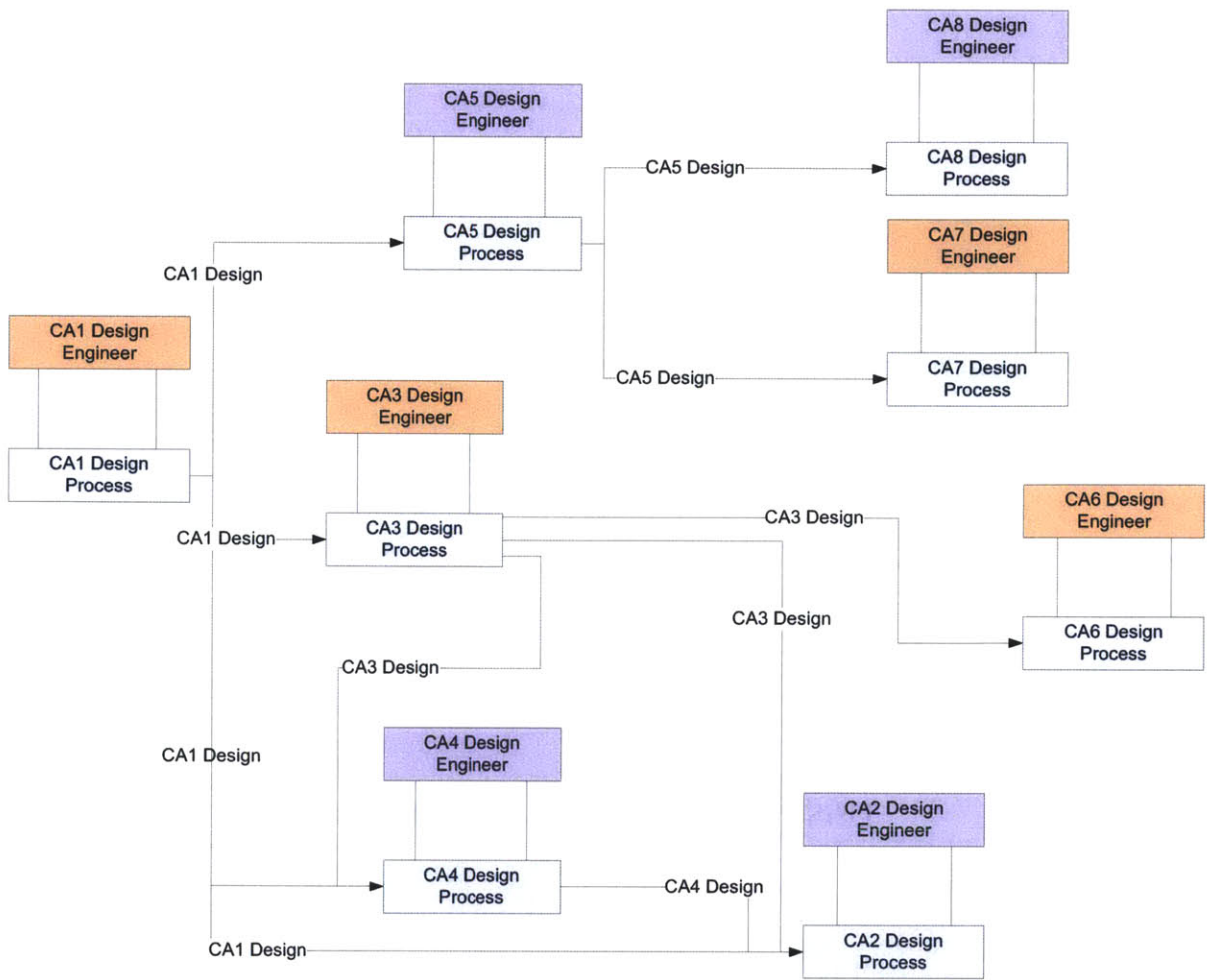 CA8 Design
Engineer
CA5 Design
Engineer
CA5 Design
CA8 Design
Process
CA5 Design
Process
CA7 Design
Engineer
CA1 Design
CA1 Design
Engineer
CA5 Design
CA7 Design
Process
CA3 Design
Engineer
CA1 Design
Process
CA6 Design
Engineer
CA3 Design
CA1 Design
CA3 Design
Process
CA3 Design
CA6 Design
Process
CA3 Design
CA1 Design
CA4 Design
Engineer
CA2 Design
Engineer
CA4 Design
Process
CA4 Design
CA1 Design
CA2 Design
Process